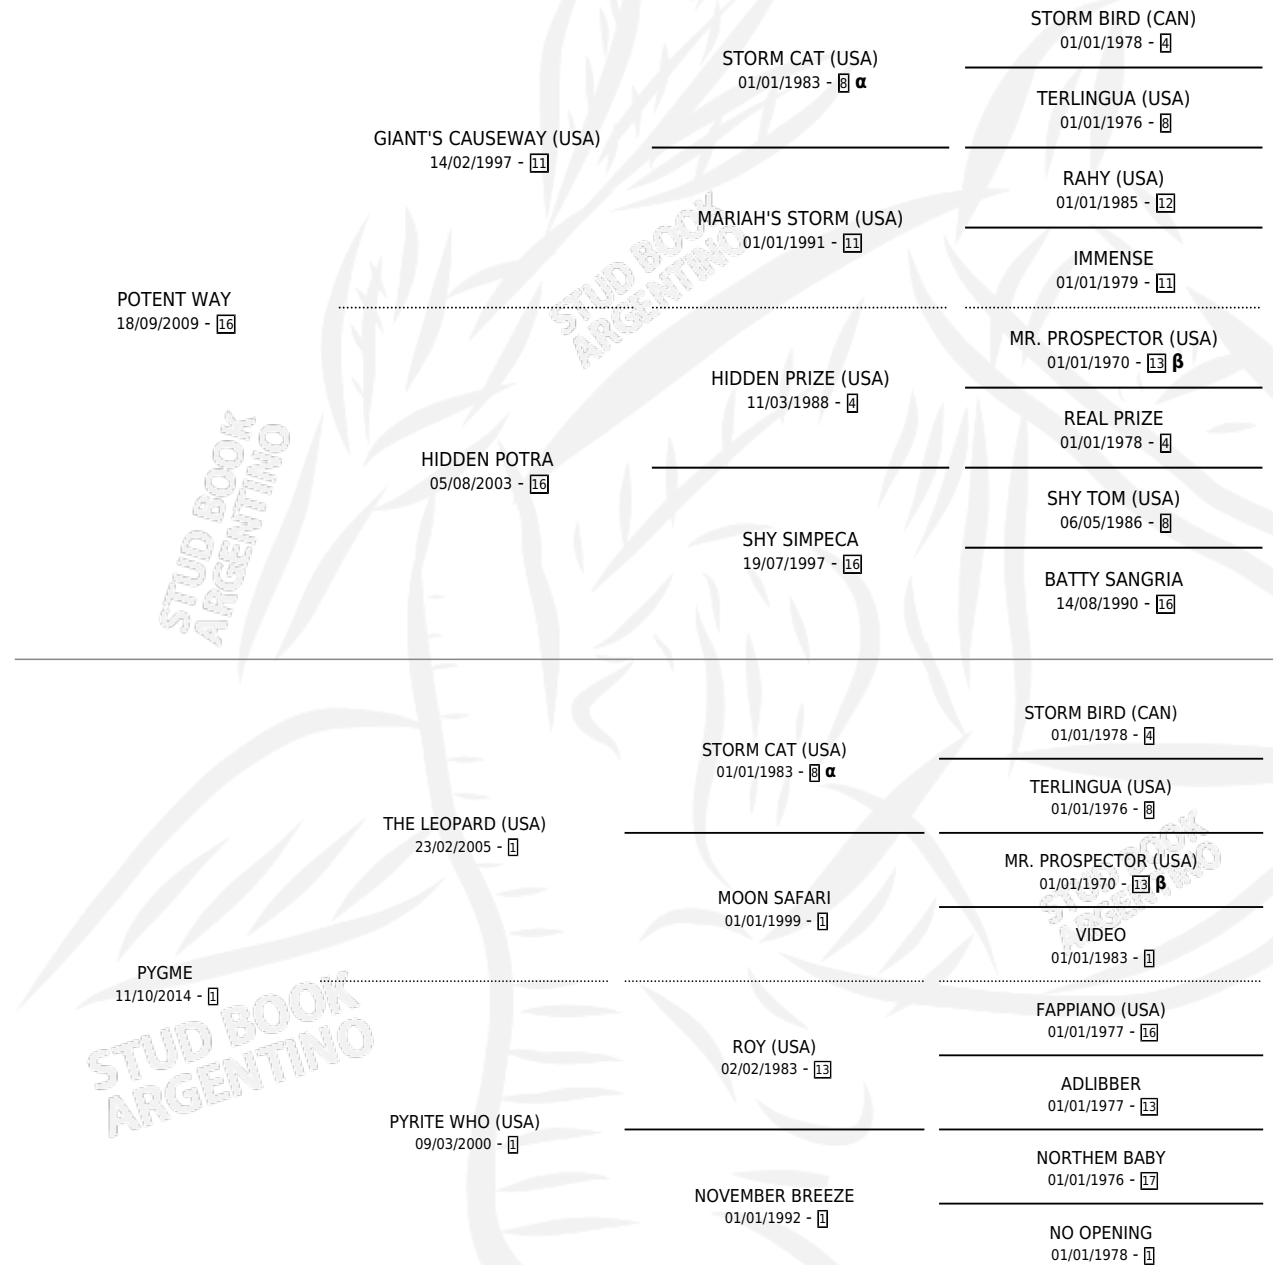 STORM BIRD (CAN)
01/01/1978 - 4
STORM CAT (USA)
01/01/1983 - 8 α
TERLINGUA (USA)
01/01/1976 - 8
GIANT'S CAUSEWAY (USA)
14/02/1997 - 11
RAHY (USA)
01/01/1985 - 12
MARIAH'S STORM (USA)
01/01/1991 - 11
IMMENSE
01/01/1979 - 11
POTENT WAY
18/09/2009 - 16
MR. PROSPECTOR (USA)
01/01/1970 - 13 β
HIDDEN PRIZE (USA)
11/03/1988 - 4
REAL PRIZE
01/01/1978 - 4
HIDDEN POTRA
05/08/2003 - 16
SHY TOM (USA)
06/05/1986 - 8
SHY SIMPECA
19/07/1997 - 16
BATTY SANGRIA
14/08/1990 - 16
STUD BOOK
ARGENTINO
STUD BOOK
ARGENTINO
STORM BIRD (CAN)
01/01/1978 - 4
STORM CAT (USA)
01/01/1983 - 8 α
TERLINGUA (USA)
01/01/1976 - 8
THE LEOPARD (USA)
23/02/2005 - 1
MR. PROSPECTOR (USA)
01/01/1970 - 13 β
MOON SAFARI
01/01/1999 - 1
VIDEO
01/01/1983 - 1
PYGME
11/10/2014 - 1
FAPPIANO (USA)
01/01/1977 - 16
ROY (USA)
02/02/1983 - 13
ADLIBBER
01/01/1977 - 13
PYRITE WHO (USA)
09/03/2000 - 1
NORTHEM BABY
01/01/1976 - 17
NOVEMBER BREEZE
01/01/1992 - 1
NO OPENING
01/01/1978 - 1
STUD BOOK
ARGENTINO
STUD BOOK
ARGENTINO